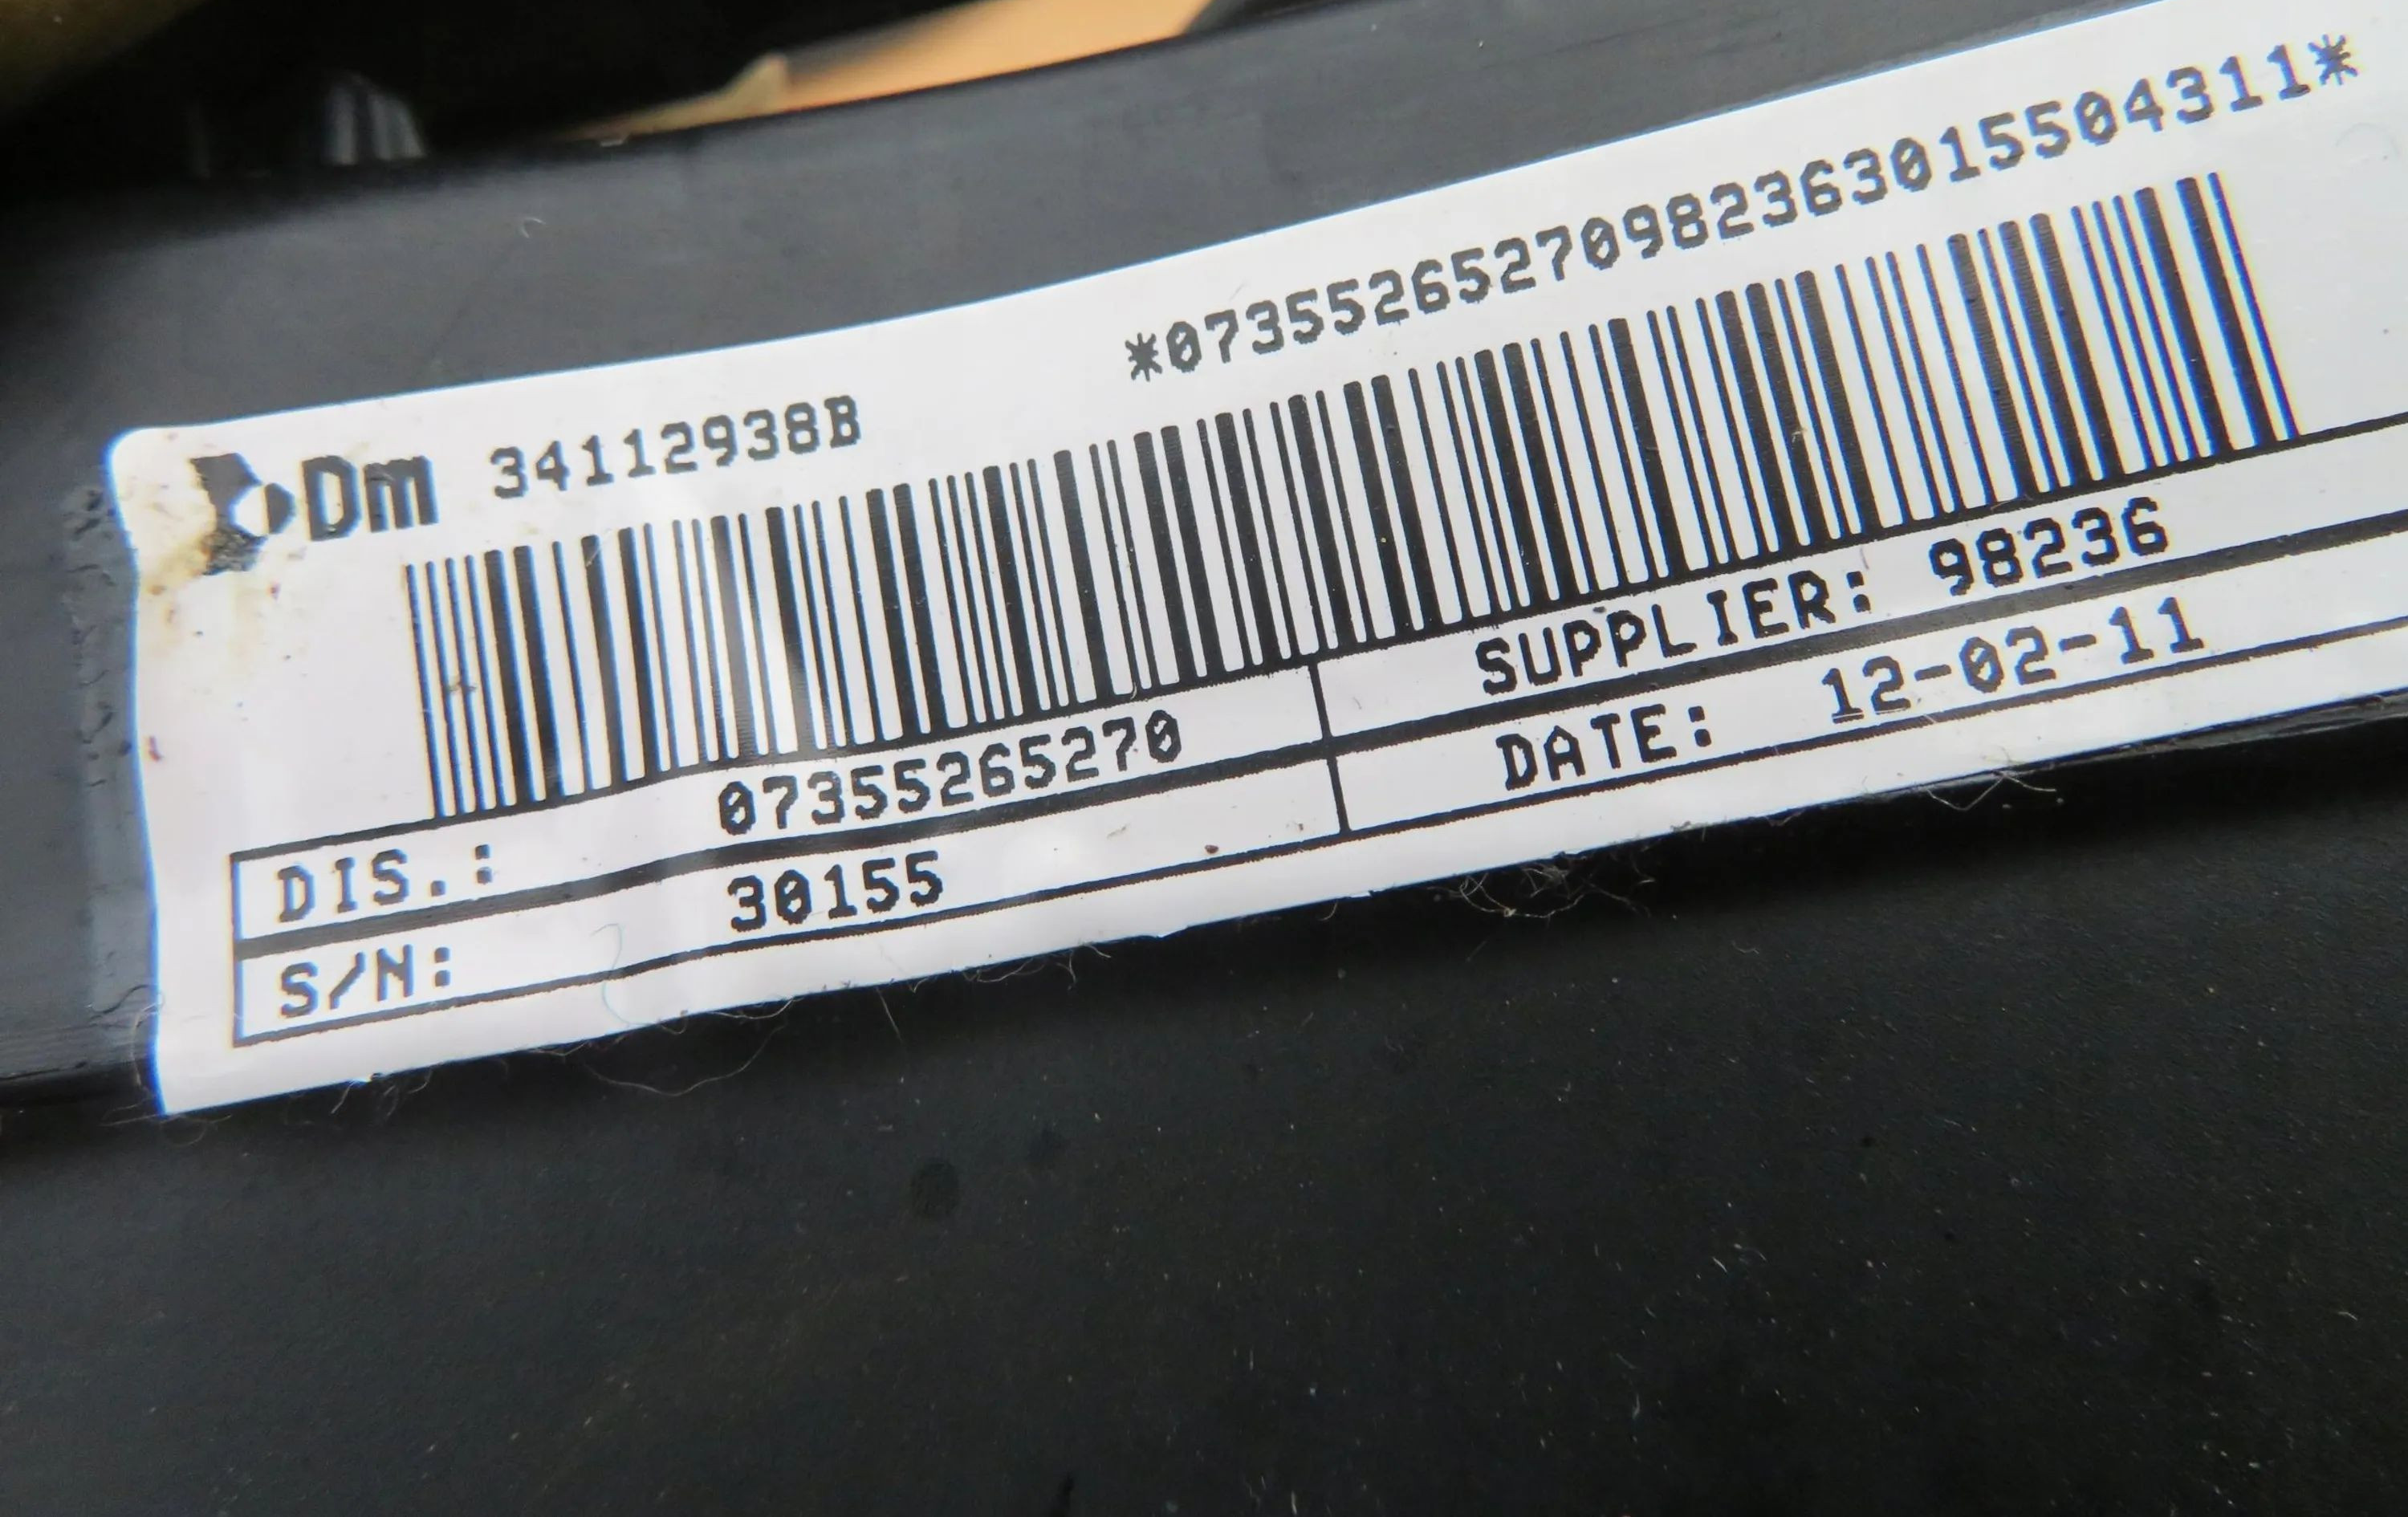 Dm 34112938B
*07355265270982363015504311*
DIS.: 07355265270
SUPPLIER: 98236
S/N: 30155
DATE: 12-02-11